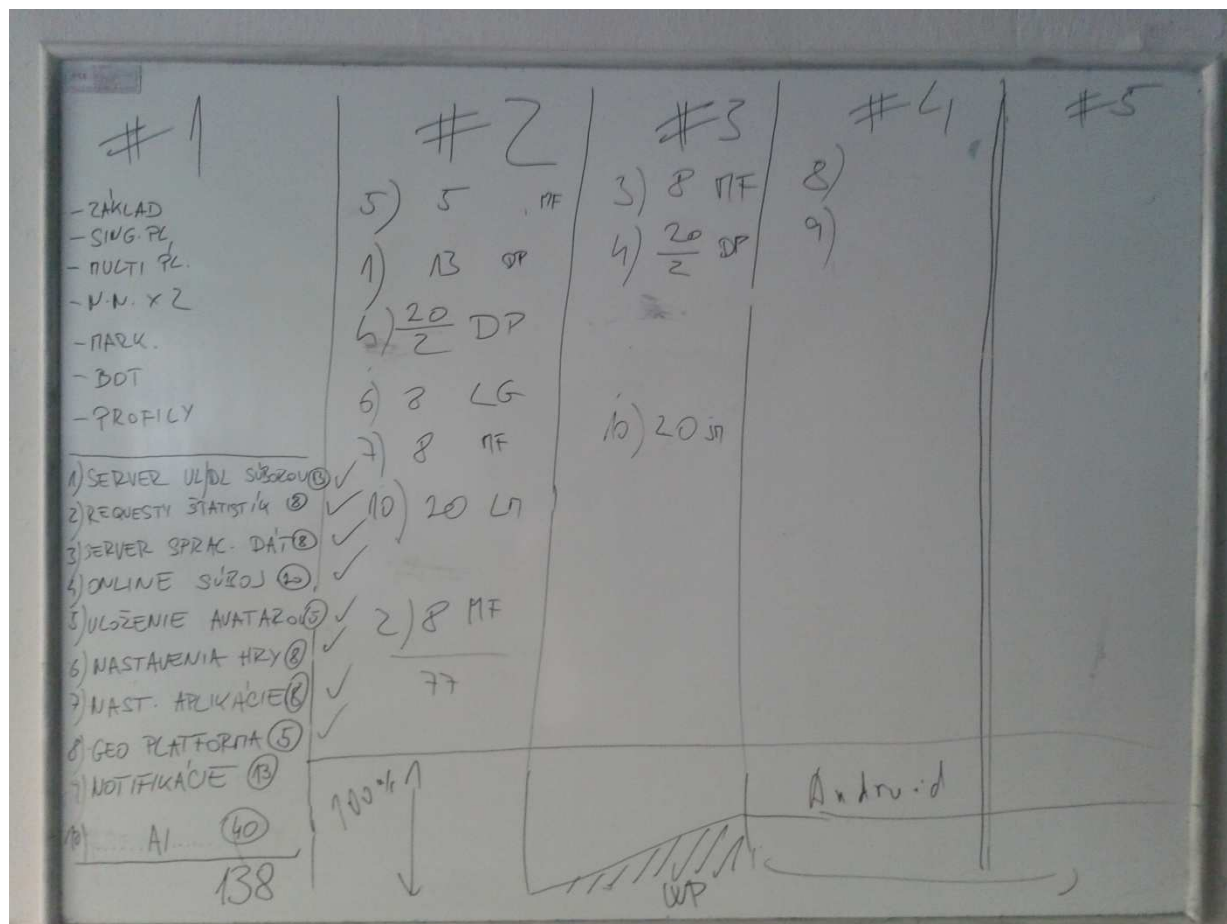 #1
- ZÁKLAD
- SING. PL.
- MULTI PL.
- N.N. x 2
- MARK.
- BOT
- PROFILY
1) SERVER UL/DL SÚBOROV 13 ✓
2) REQUESTY ŠTATISTÍK 8 ✓
3) SERVER SPRAC. DÁT 8 ✓
4) ONLINE SÚBOJ 20 ✓
5) ULOŽENIE AVATAROV 5 ✓
6) NASTAVENIA HRY 8 ✓
7) NAST. APLIKÁCIE 8 ✓
8) GEO PLATFORMA 5 ✓
9) NOTIFIKÁCIE 13
10) AI 40
138
#2
5) 5 MF
1) 13 DP
4) 20/2 DP
6) 8 LG
7) 8 MF
10) 20 LM
2) 8 MF
77
100%
#3
3) 8 MF
4) 20/2 DP
10) 20 JM
WP
#4
8)
9)
Android
#5